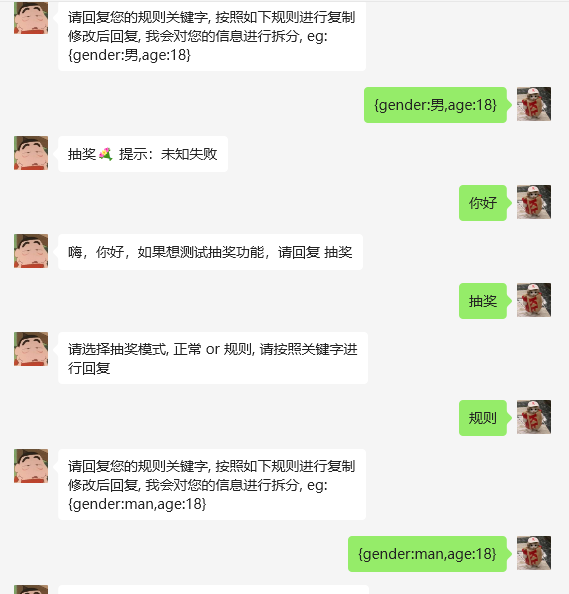 请回复您的规则关键字, 按照如下规则进行复制
修改后回复, 我会对您的信息进行拆分, eg:
{gender:男,age:18}
{gender:男,age:18}
抽奖💐 提示：未知失败
你好
嗨，你好，如果想测试抽奖功能，请回复 抽奖
抽奖
请选择抽奖模式, 正常 or 规则, 请按照关键字进
行回复
规则
请回复您的规则关键字, 按照如下规则进行复制
修改后回复, 我会对您的信息进行拆分, eg:
{gender:man,age:18}
{gender:man,age:18}